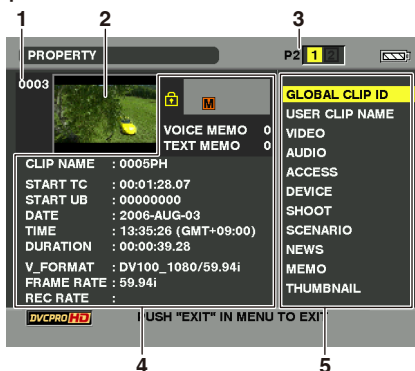 1 2 3
PROPERTY P2 1 2
0003
M
VOICE MEMO 0
TEXT MEMO 0
CLIP NAME : 0005PH
START TC : 00:01:28.07
START UB : 00000000
DATE : 2006-AUG-03
TIME : 13:35:26 (GMT+09:00)
DURATION : 00:00:39.28
V_FORMAT : DV100_1080/59.94i
FRAME RATE : 59.94i
REC RATE :
GLOBAL CLIP ID
USER CLIP NAME
VIDEO
AUDIO
ACCESS
DEVICE
SHOOT
SCENARIO
NEWS
MEMO
THUMBNAIL
DVCPRO HD PUSH "EXIT" IN MENU TO EXIT
4 5